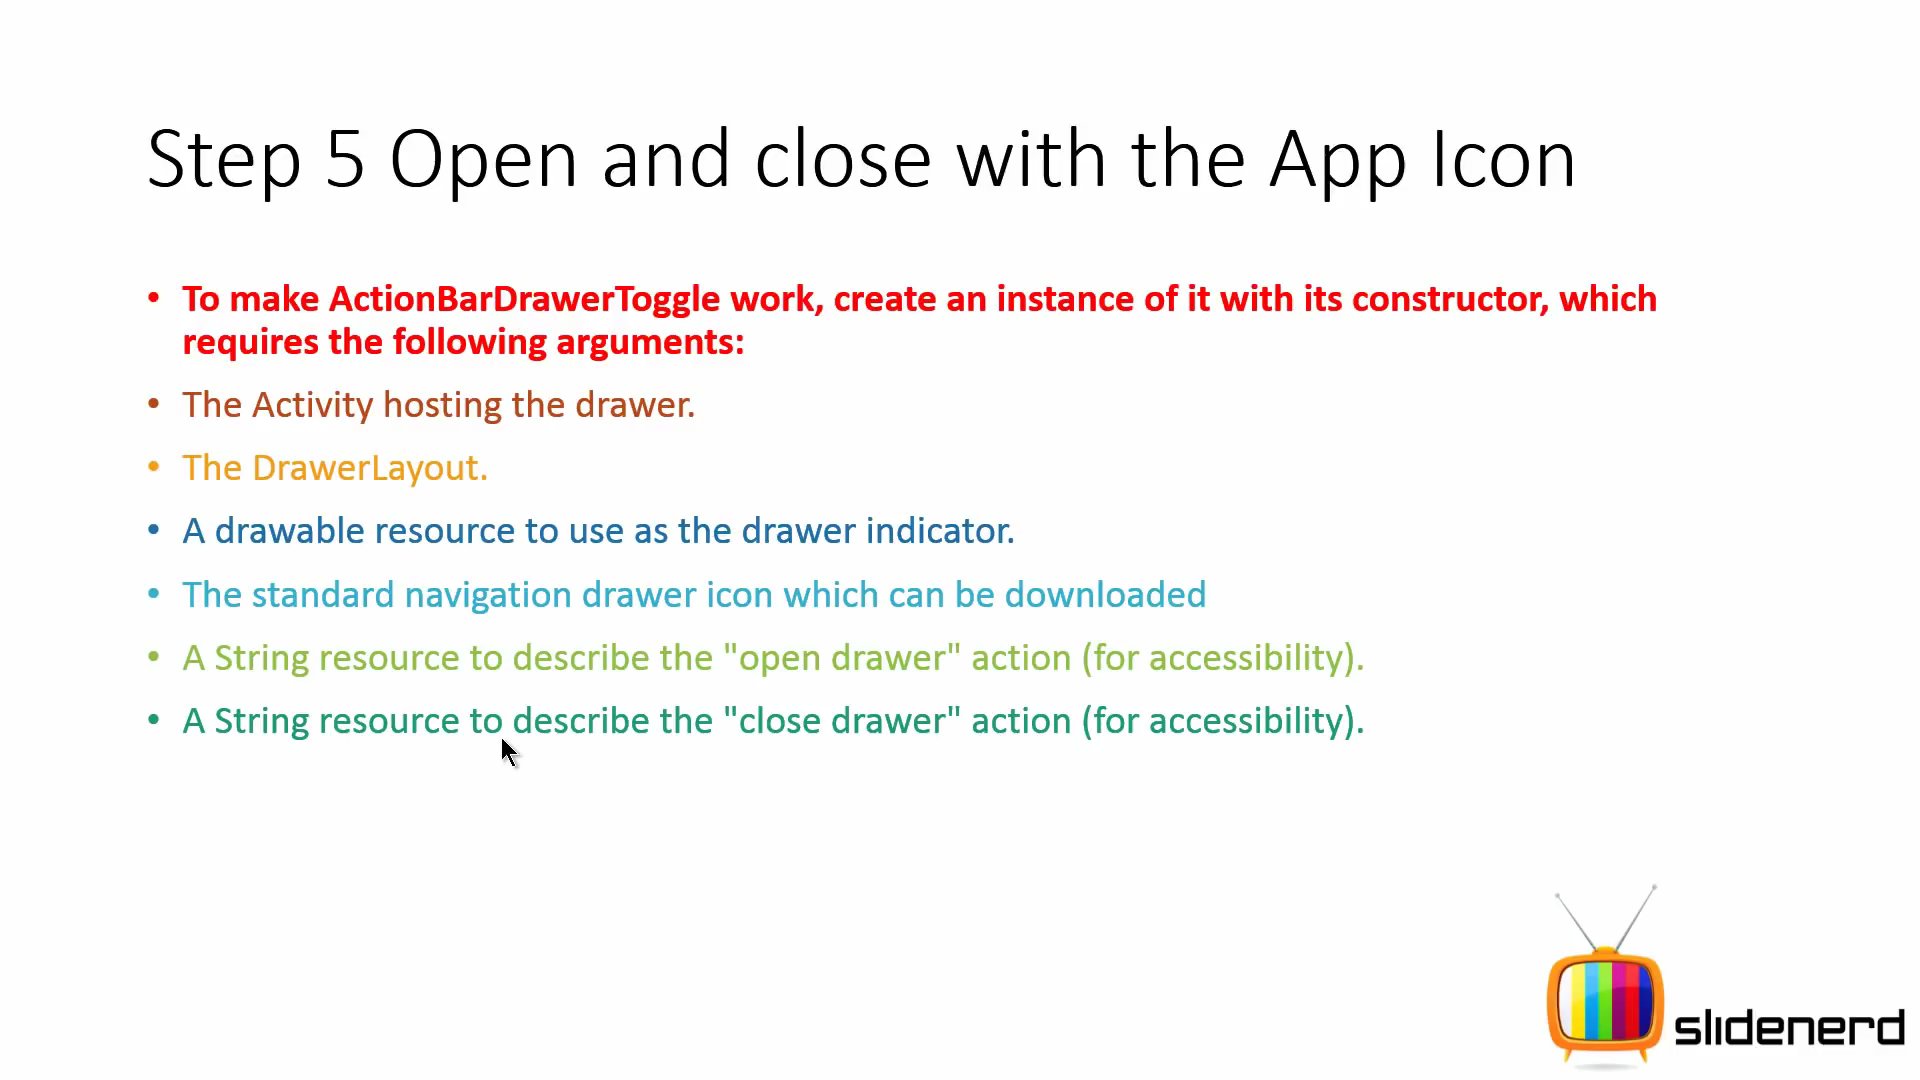 Step 5 Open and close with the App Icon
• To make ActionBarDrawerToggle work, create an instance of it with its constructor, which
requires the following arguments:
• The Activity hosting the drawer.
• The DrawerLayout.
• A drawable resource to use as the drawer indicator.
• The standard navigation drawer icon which can be downloaded
• A String resource to describe the "open drawer" action (for accessibility).
• A String resource to describe the "close drawer" action (for accessibility).
slidenerd